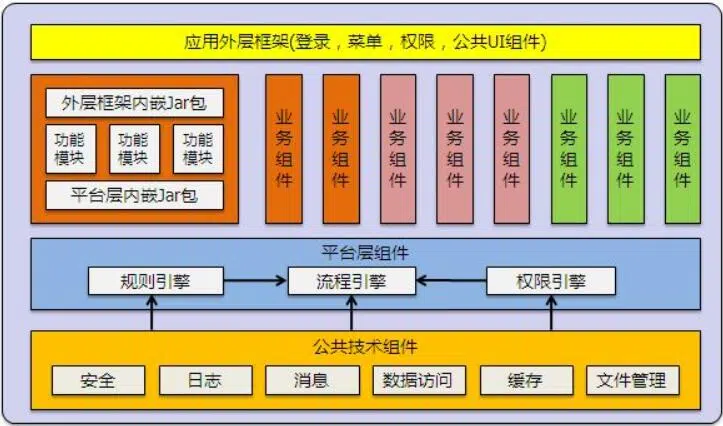 应用外层框架(登录，菜单，权限，公共UI组件)
外层框架内嵌Jar包
功能
模块
功能
模块
功能
模块
平台层内嵌Jar包
业务组件
业务组件
业务组件
业务组件
业务组件
业务组件
业务组件
业务组件
平台层组件
规则引擎
流程引擎
权限引擎
公共技术组件
安全
日志
消息
数据访问
缓存
文件管理